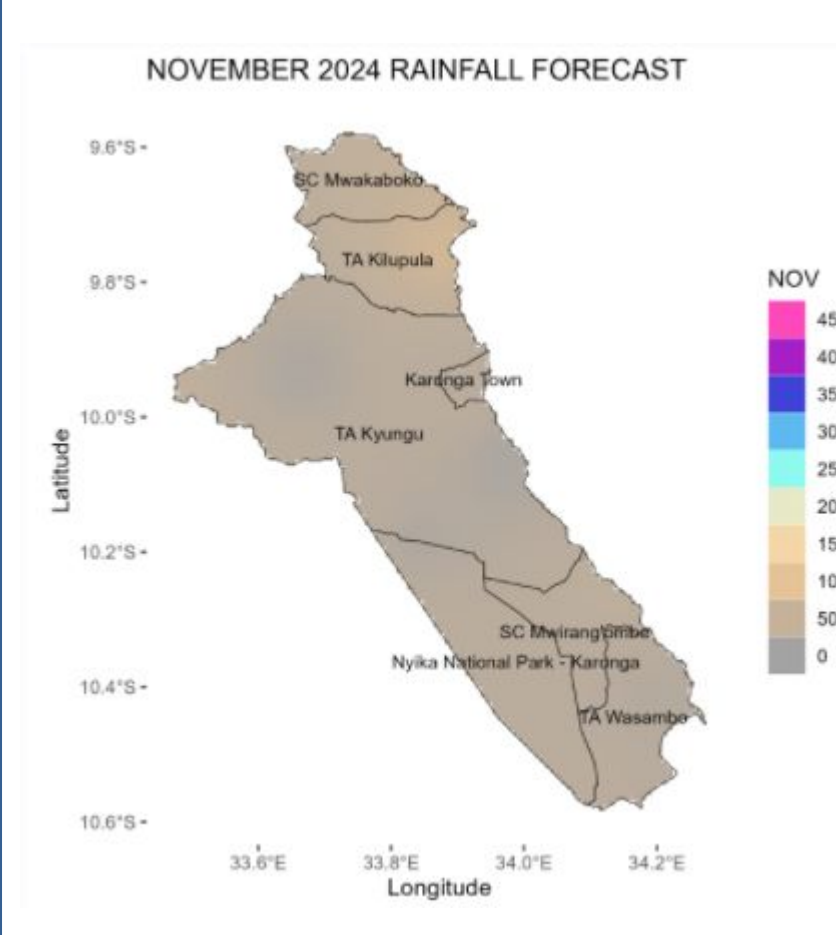 NOVEMBER 2024 RAINFALL FORECAST
9.6°S
SC Mwakaboko
TA Kilupula
9.8°S
NOV
45
40
35
30
25
20
15
10
50
0
Karonga Town
10.0°S
TA Kyungu
Latitude
10.2°S
SC Mwirang'ombe
Nyika National Park - Karonga
10.4°S
TA Wasambo
10.6°S
33.6°E
33.8°E
34.0°E
34.2°E
Longitude